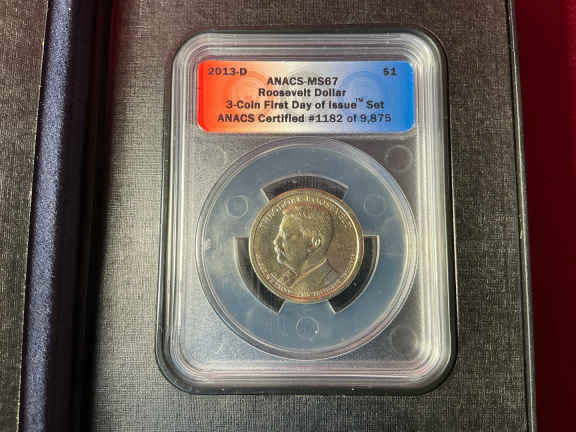 2013-D $1
ANACS-MS67
Roosevelt Dollar
3-Coin First Day of Issue™ Set
ANACS Certified #1182 of 9,875
THEODORE ROOSEVELT